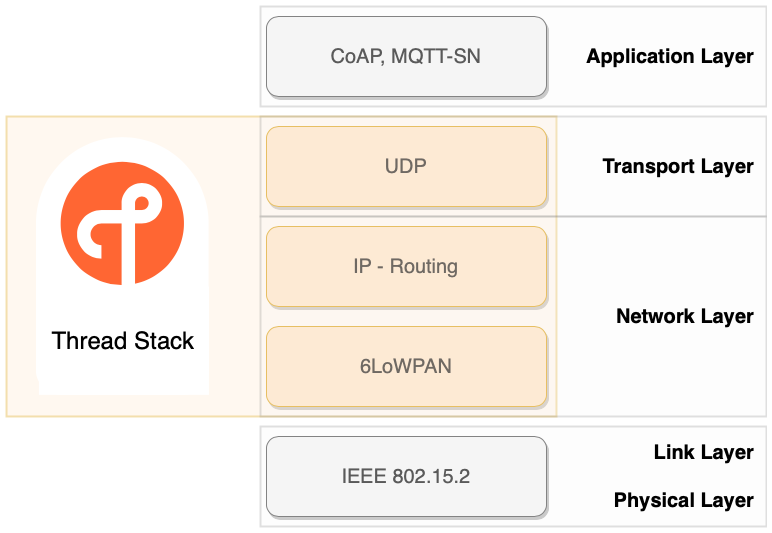 CoAP, MQTT-SN
Application Layer
UDP
Transport Layer
IP - Routing
Network Layer
Thread Stack
6LoWPAN
IEEE 802.15.2
Link Layer
Physical Layer